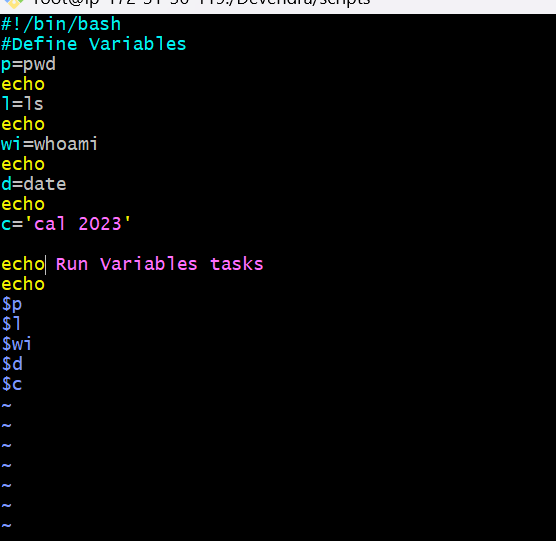 root@ip-172-31-30-119:/Devendra/scripts
#!/bin/bash
#Define Variables
p=pwd
echo
l=ls
echo
wi=whoami
echo
d=date
echo
c='cal 2023'
echo Run Variables tasks
echo
$p
$l
$wi
$d
$c
~
~
~
~
~
~
~